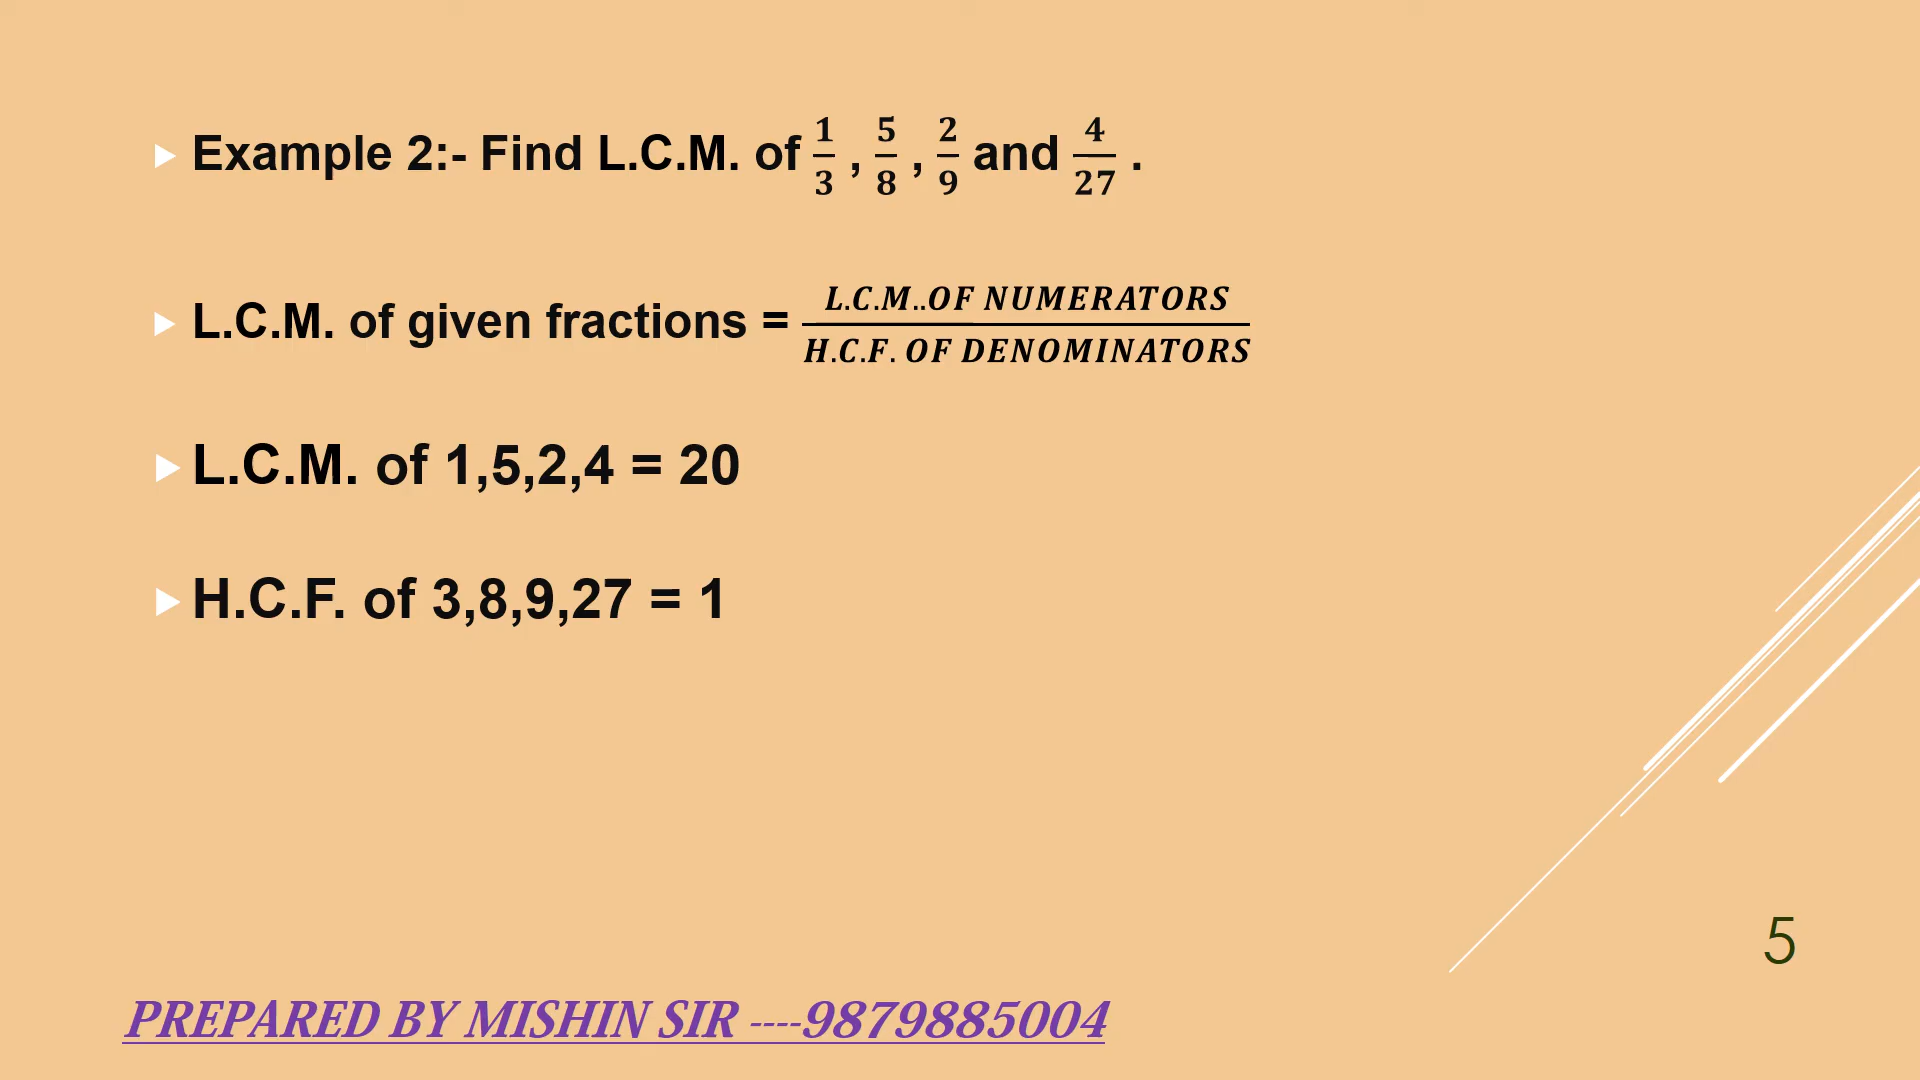 Example 2:- Find L.C.M. of 1/3 , 5/8 , 2/9 and 4/27 .
L.C.M. of given fractions = L.C.M..OF NUMERATORS / H.C.F. OF DENOMINATORS
L.C.M. of 1,5,2,4 = 20
H.C.F. of 3,8,9,27 = 1
5
PREPARED BY MISHIN SIR ----9879885004